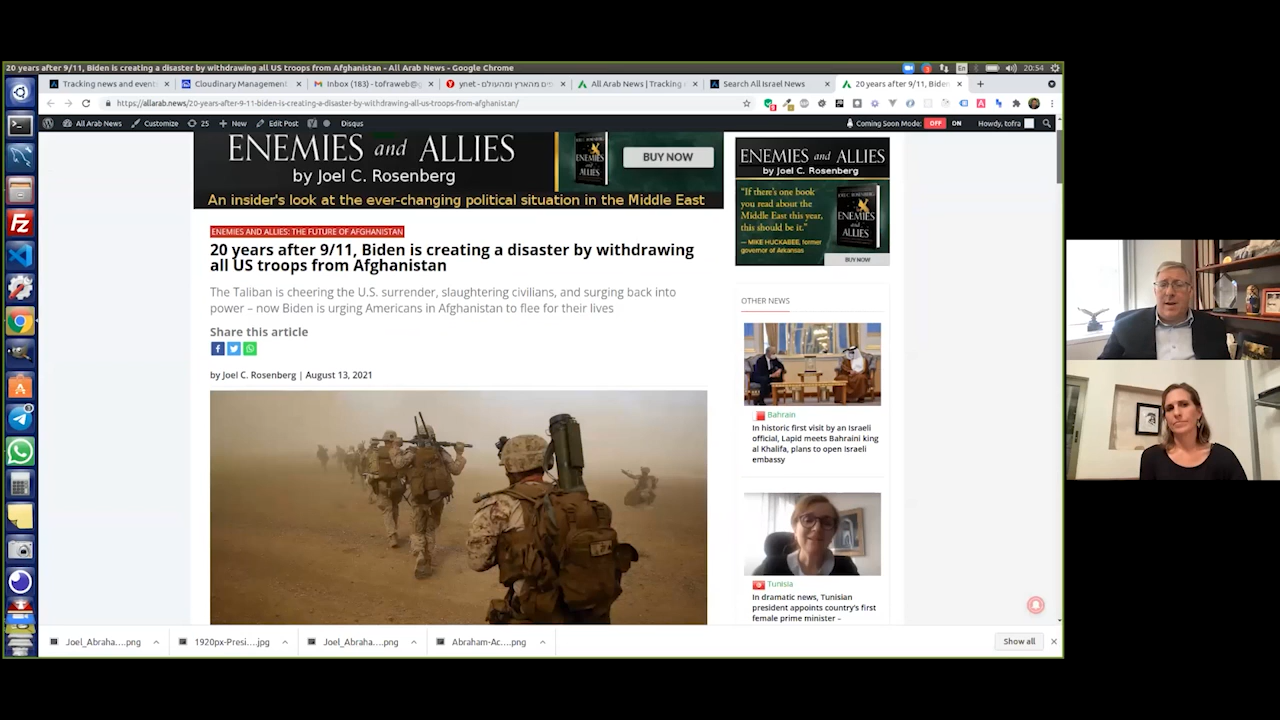 20 years after 9/11, Biden is creating a disaster by withdrawing all US troops from Afghanistan - All Arab News - Google Chrome
En
20:54
Tracking news and event
Cloudinary Management
Inbox (183) - tofraweb@
ynet -
All Arab News | Tracking
Search All Israel News
20 years after 9/11, Biden
https://allarab.news/20-years-after-9-11-biden-is-creating-a-disaster-by-withdrawing-all-us-troops-from-afghanistan/
All Arab News
Customize
25
New
Edit Post
Disqus
Coming Soon Mode: OFF ON
Howdy, tofra
ENEMIES and ALLIES
by Joel C. Rosenberg
BUY NOW
An insider's look at the ever-changing political situation in the Middle East
ENEMIES AND ALLIES: THE FUTURE OF AFGHANISTAN
20 years after 9/11, Biden is creating a disaster by withdrawing
all US troops from Afghanistan
The Taliban is cheering the U.S. surrender, slaughtering civilians, and surging back into
power – now Biden is urging Americans in Afghanistan to flee for their lives
Share this article
by Joel C. Rosenberg | August 13, 2021
ENEMIES and ALLIES
by Joel C. Rosenberg
"If there's one book
you read about the
Middle East this year,
this should be it."
— MIKE HUCKABEE, former
governor of Arkansas
ENEMIES
and
ALLIES
BUY NOW
OTHER NEWS
Bahrain
In historic first visit by an Israeli
official, Lapid meets Bahraini king
al Khalifa, plans to open Israeli
embassy
Tunisia
In dramatic news, Tunisian
president appoints country's first
female prime minister –
Joel_Abraha....png
1920px-Presi....jpg
Joel_Abraha....png
Abraham-Ac....png
Show all